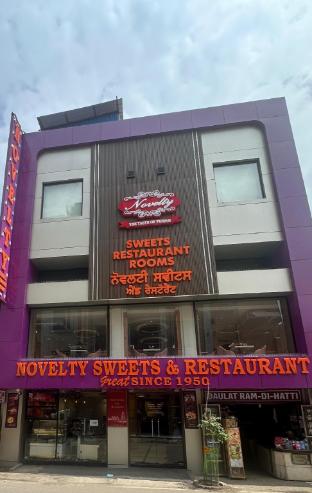 Novelty
THE TASTE OF PUNJAB
SWEETS
RESTAURANT
ROOMS
ਨੋਵਲਟੀ ਸਵੀਟਸ
ਐਂਡ ਰੈਸਟੋਰੈਂਟ
NOVELTY SWEETS & RESTAURANT
Great SINCE 1950
DAULAT RAM-DI-HATTI